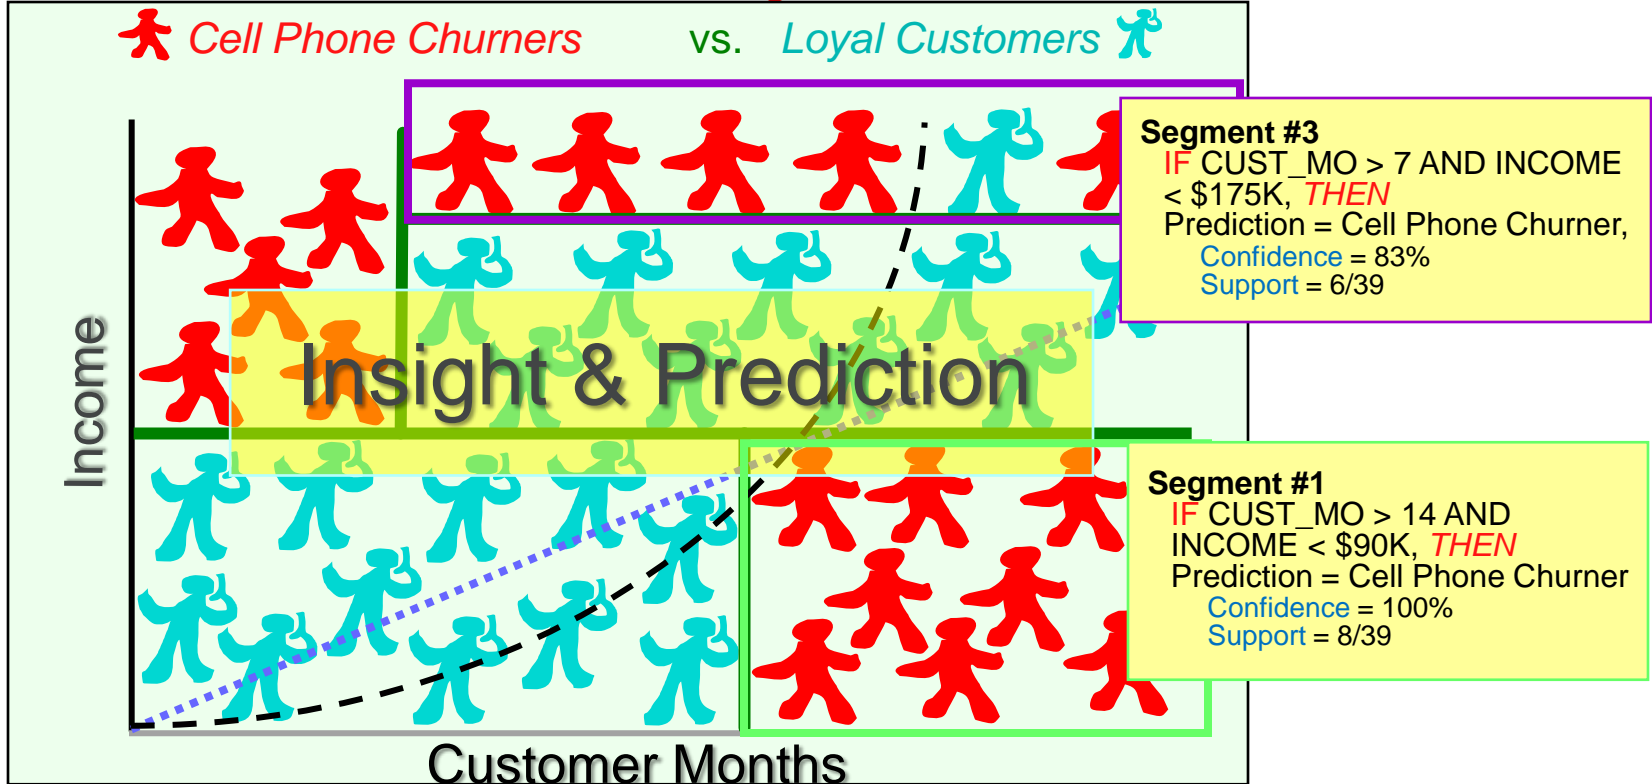 Cell Phone Churners vs. Loyal Customers
Segment #3
IF CUST_MO > 7 AND INCOME
< $175K, THEN
Prediction = Cell Phone Churner,
Confidence = 83%
Support = 6/39
Insight & Prediction
Income
Segment #1
IF CUST_MO > 14 AND
INCOME < $90K, THEN
Prediction = Cell Phone Churner
Confidence = 100%
Support = 8/39
Customer Months